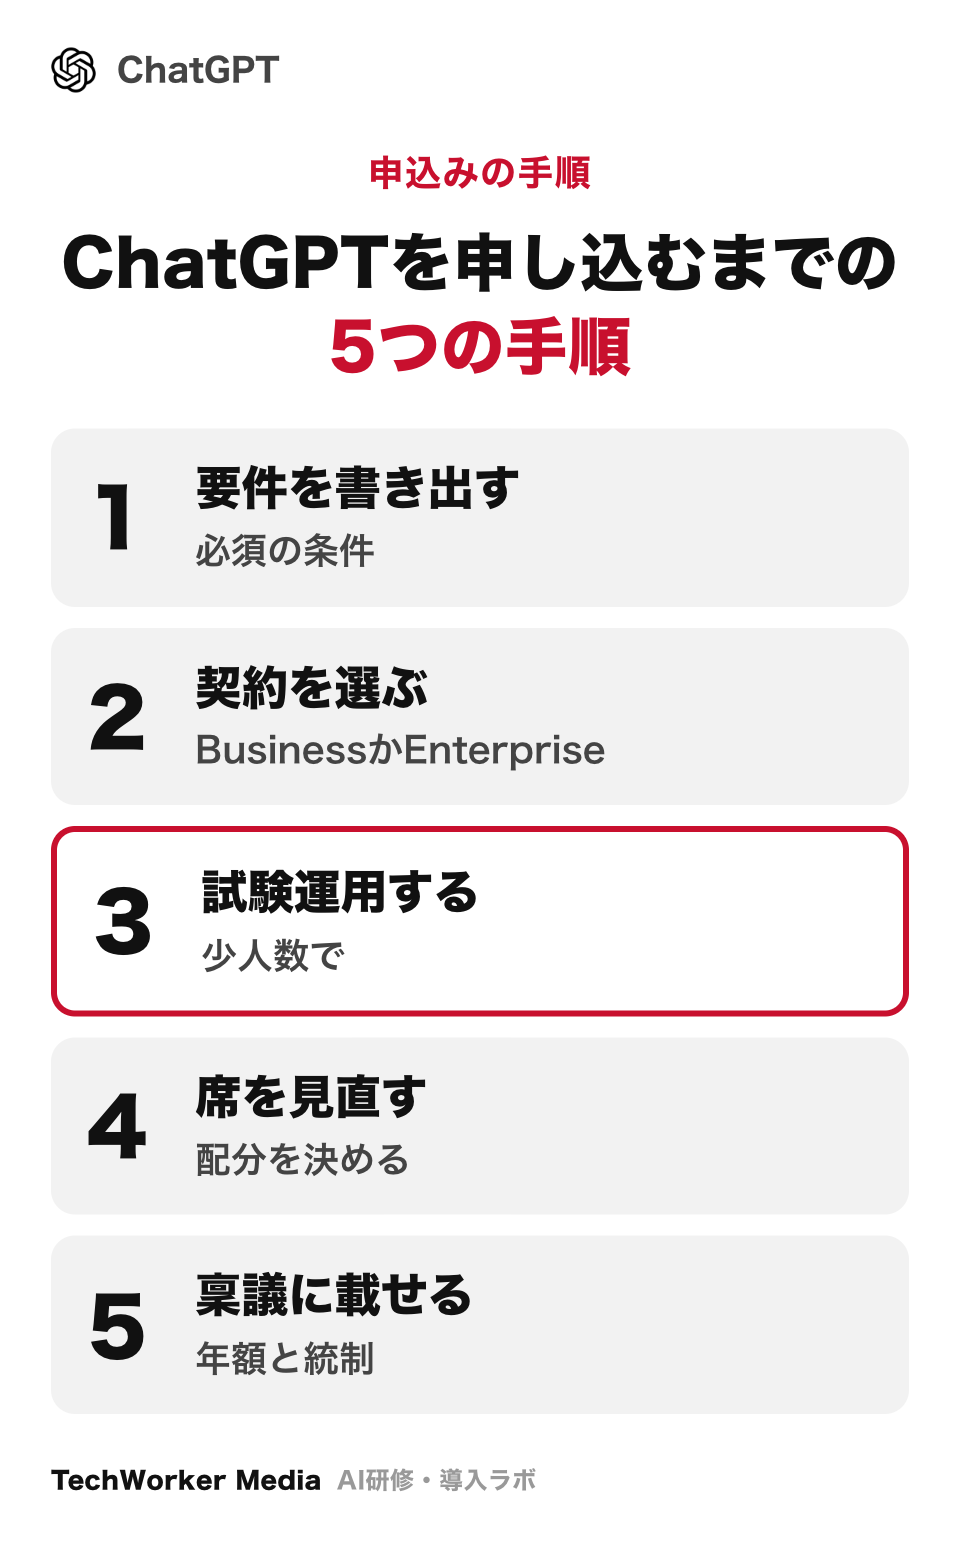 ChatGPT
申込みの手順
ChatGPTを申し込むまでの
5つの手順
1
要件を書き出す
必須の条件
2
契約を選ぶ
BusinessかEnterprise
3
試験運用する
少人数で
4
席を見直す
配分を決める
5
稟議に載せる
年額と統制
TechWorker Media AI研修・導入ラボ